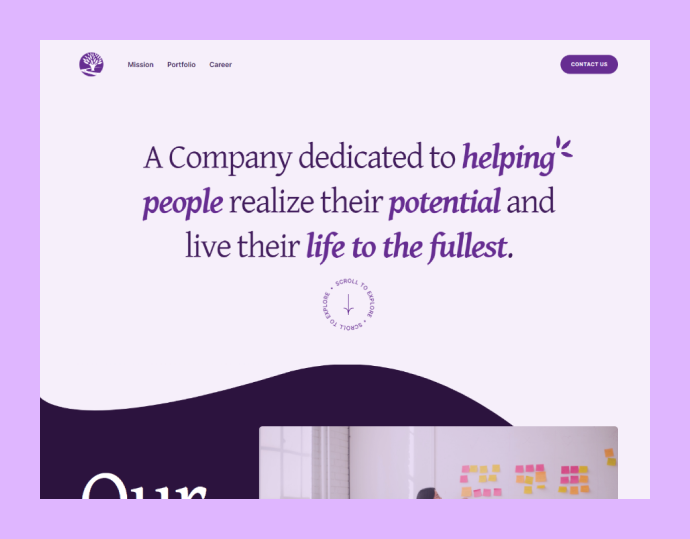 Mission Portfolio Career CONTACT US
A Company dedicated to helping
people realize their potential and
live their life to the fullest.
• SCROLL TO EXPLORE • SCROLL TO EXPLORE
Our